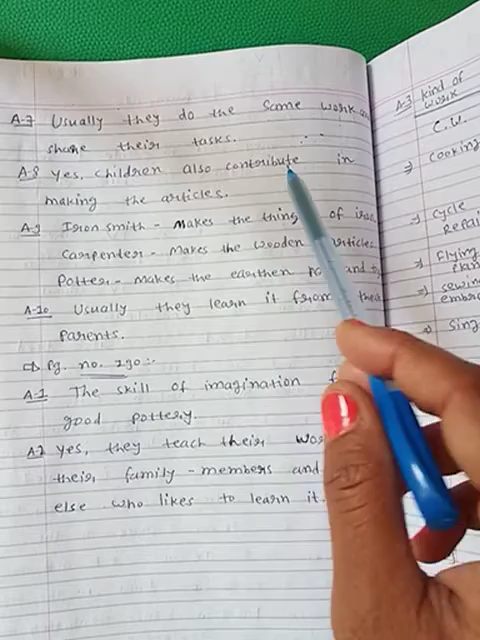 A-7 Usually they do the same work and
share their tasks.
A-8 Yes, children also contribute in
making the articles.
A-9 Iron smith - Makes the things of iron
Carpenter - Makes the wooden articles.
Potter - Makes the earthen and
A-10 Usually they learn it from their
Parents.
⇒ Pg. no. 290:-
A-1 The skill of imagination
good pottery.
A-2 Yes, they teach their
their family - members and
else who likes to learn it.
A-3 kind of
work
C.W.
⇒ Cooking
⇒ Cycle
Repai
⇒ Flying
⇒ sewing
embro
⇒ Sing